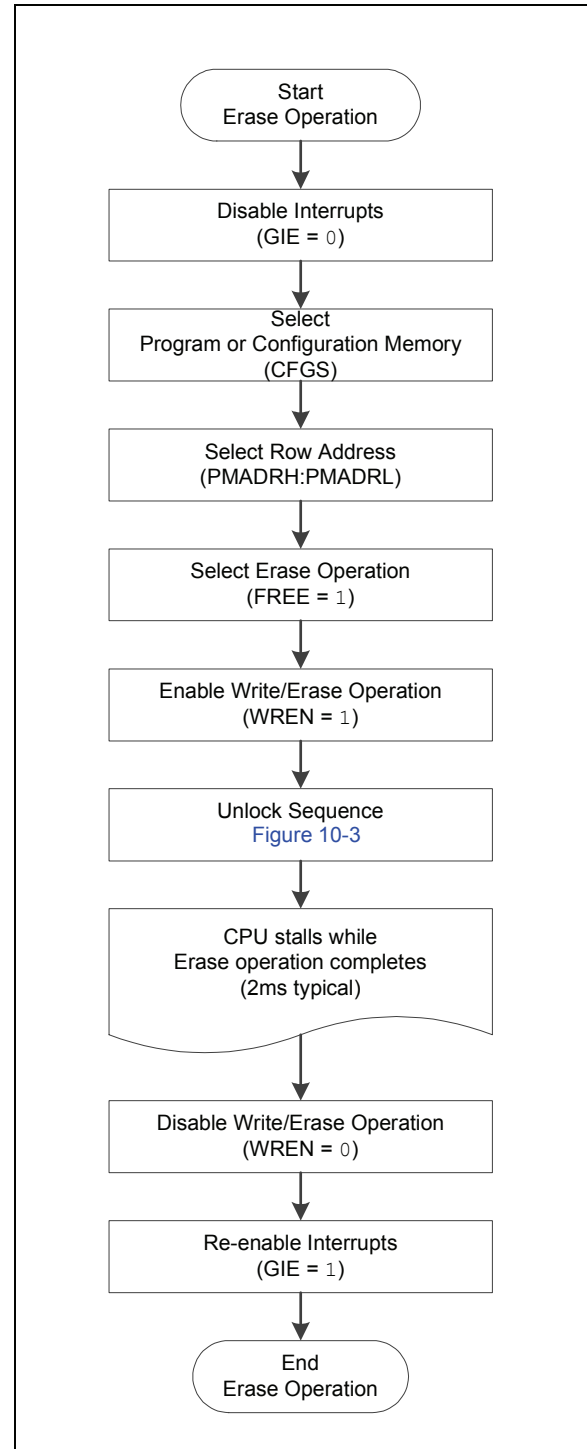 Start
Erase Operation
Disable Interrupts
(GIE = 0)
Select
Program or Configuration Memory
(CFGS)
Select Row Address
(PMADRH:PMADRL)
Select Erase Operation
(FREE = 1)
Enable Write/Erase Operation
(WREN = 1)
Unlock Sequence
Figure 10-3
CPU stalls while
Erase operation completes
(2ms typical)
Disable Write/Erase Operation
(WREN = 0)
Re-enable Interrupts
(GIE = 1)
End
Erase Operation